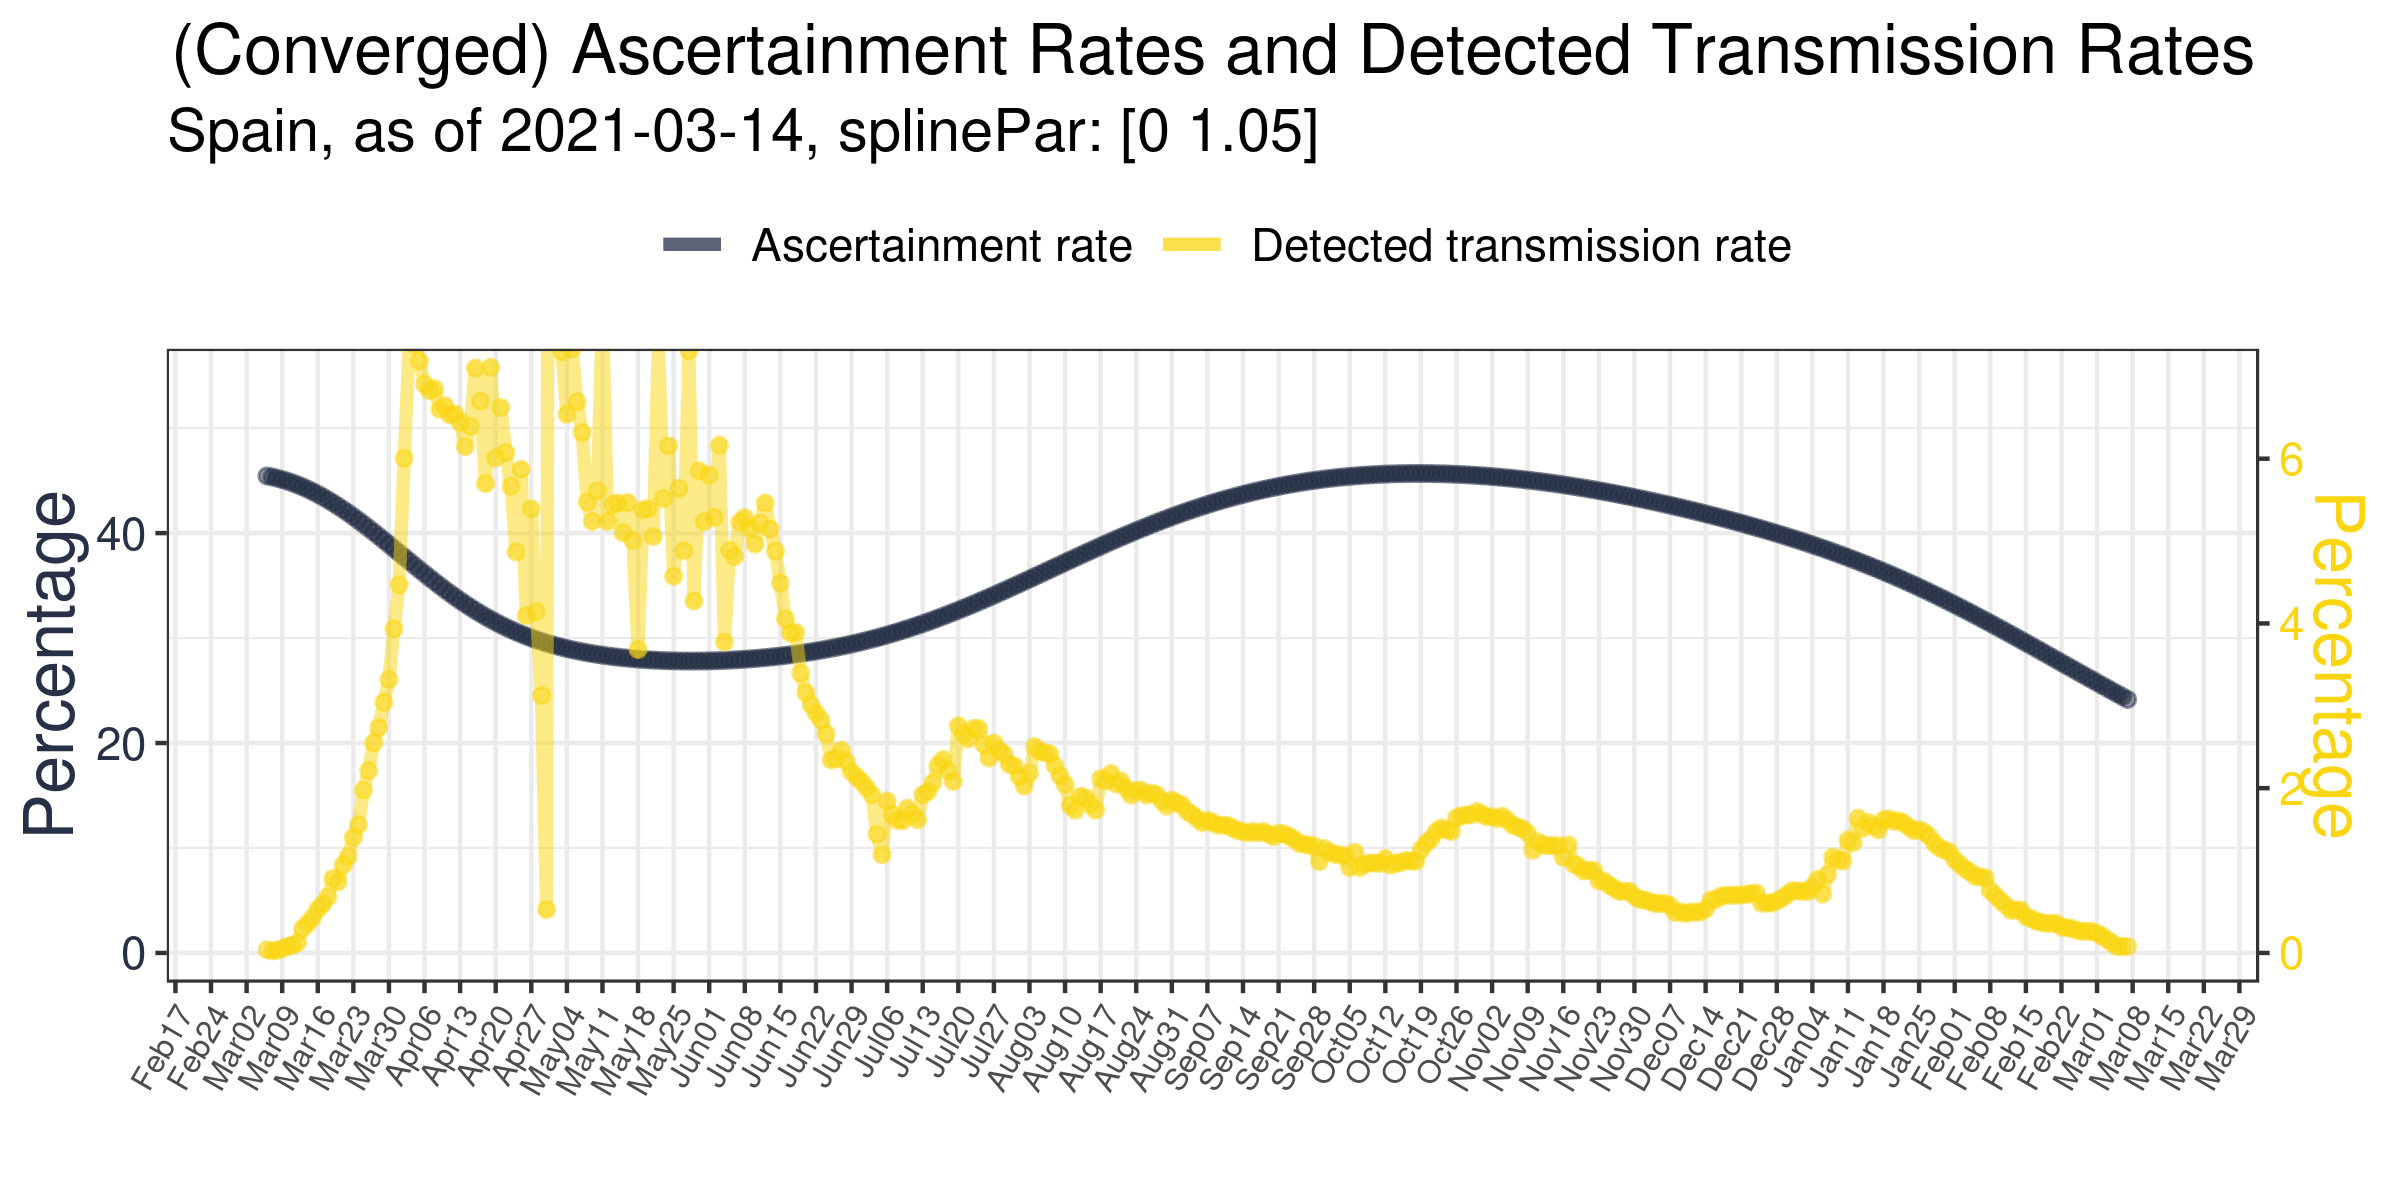 (Converged) Ascertainment Rates and Detected Transmission Rates
Spain, as of 2021-03-14, splinePar: [0 1.05]
Ascertainment rate Detected transmission rate
Percentage
40
20
0
6
4
2
0
Percentage
Feb17 Feb24 Mar02 Mar09 Mar16 Mar23 Mar30 Apr06 Apr13 Apr20 Apr27 May04 May11 May18 May25 Jun01 Jun08 Jun15 Jun22 Jun29 Jul06 Jul13 Jul20 Jul27 Aug03 Aug10 Aug17 Aug24 Aug31 Sep07 Sep14 Sep21 Sep28 Oct05 Oct12 Oct19 Oct26 Nov02 Nov09 Nov16 Nov23 Nov30 Dec07 Dec14 Dec21 Dec28 Jan04 Jan11 Jan18 Jan25 Feb01 Feb08 Feb15 Feb22 Mar01 Mar08 Mar15 Mar22 Mar29